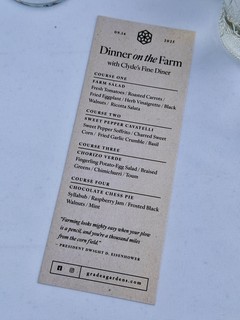 09.14 2023
Dinner on the Farm
with Clyde's Fine Diner
COURSE ONE
FARM SALAD
Fresh Tomatoes / Roasted Carrots /
Fried Eggplant / Herb Vinaigrette / Black
Walnuts / Ricotta Salata
COURSE TWO
SWEET PEPPER CAVATELLI
Sweet Pepper Soffrito / Charred Sweet
Corn / Fried Garlic Crumble / Basil
COURSE THREE
CHORIZO VERDE
Fingerling Potato-Egg Salad / Braised
Greens / Chimichurri / Toum
COURSE FOUR
CHOCOLATE CHESS PIE
Syllabub / Raspberry Jam / Frosted Black
Walnuts / Mint
"Farming looks mighty easy when your plow
is a pencil, and you're a thousand miles
from the corn field."
- PRESIDENT DWIGHT D. EISENHOWER
gradesgardens.com